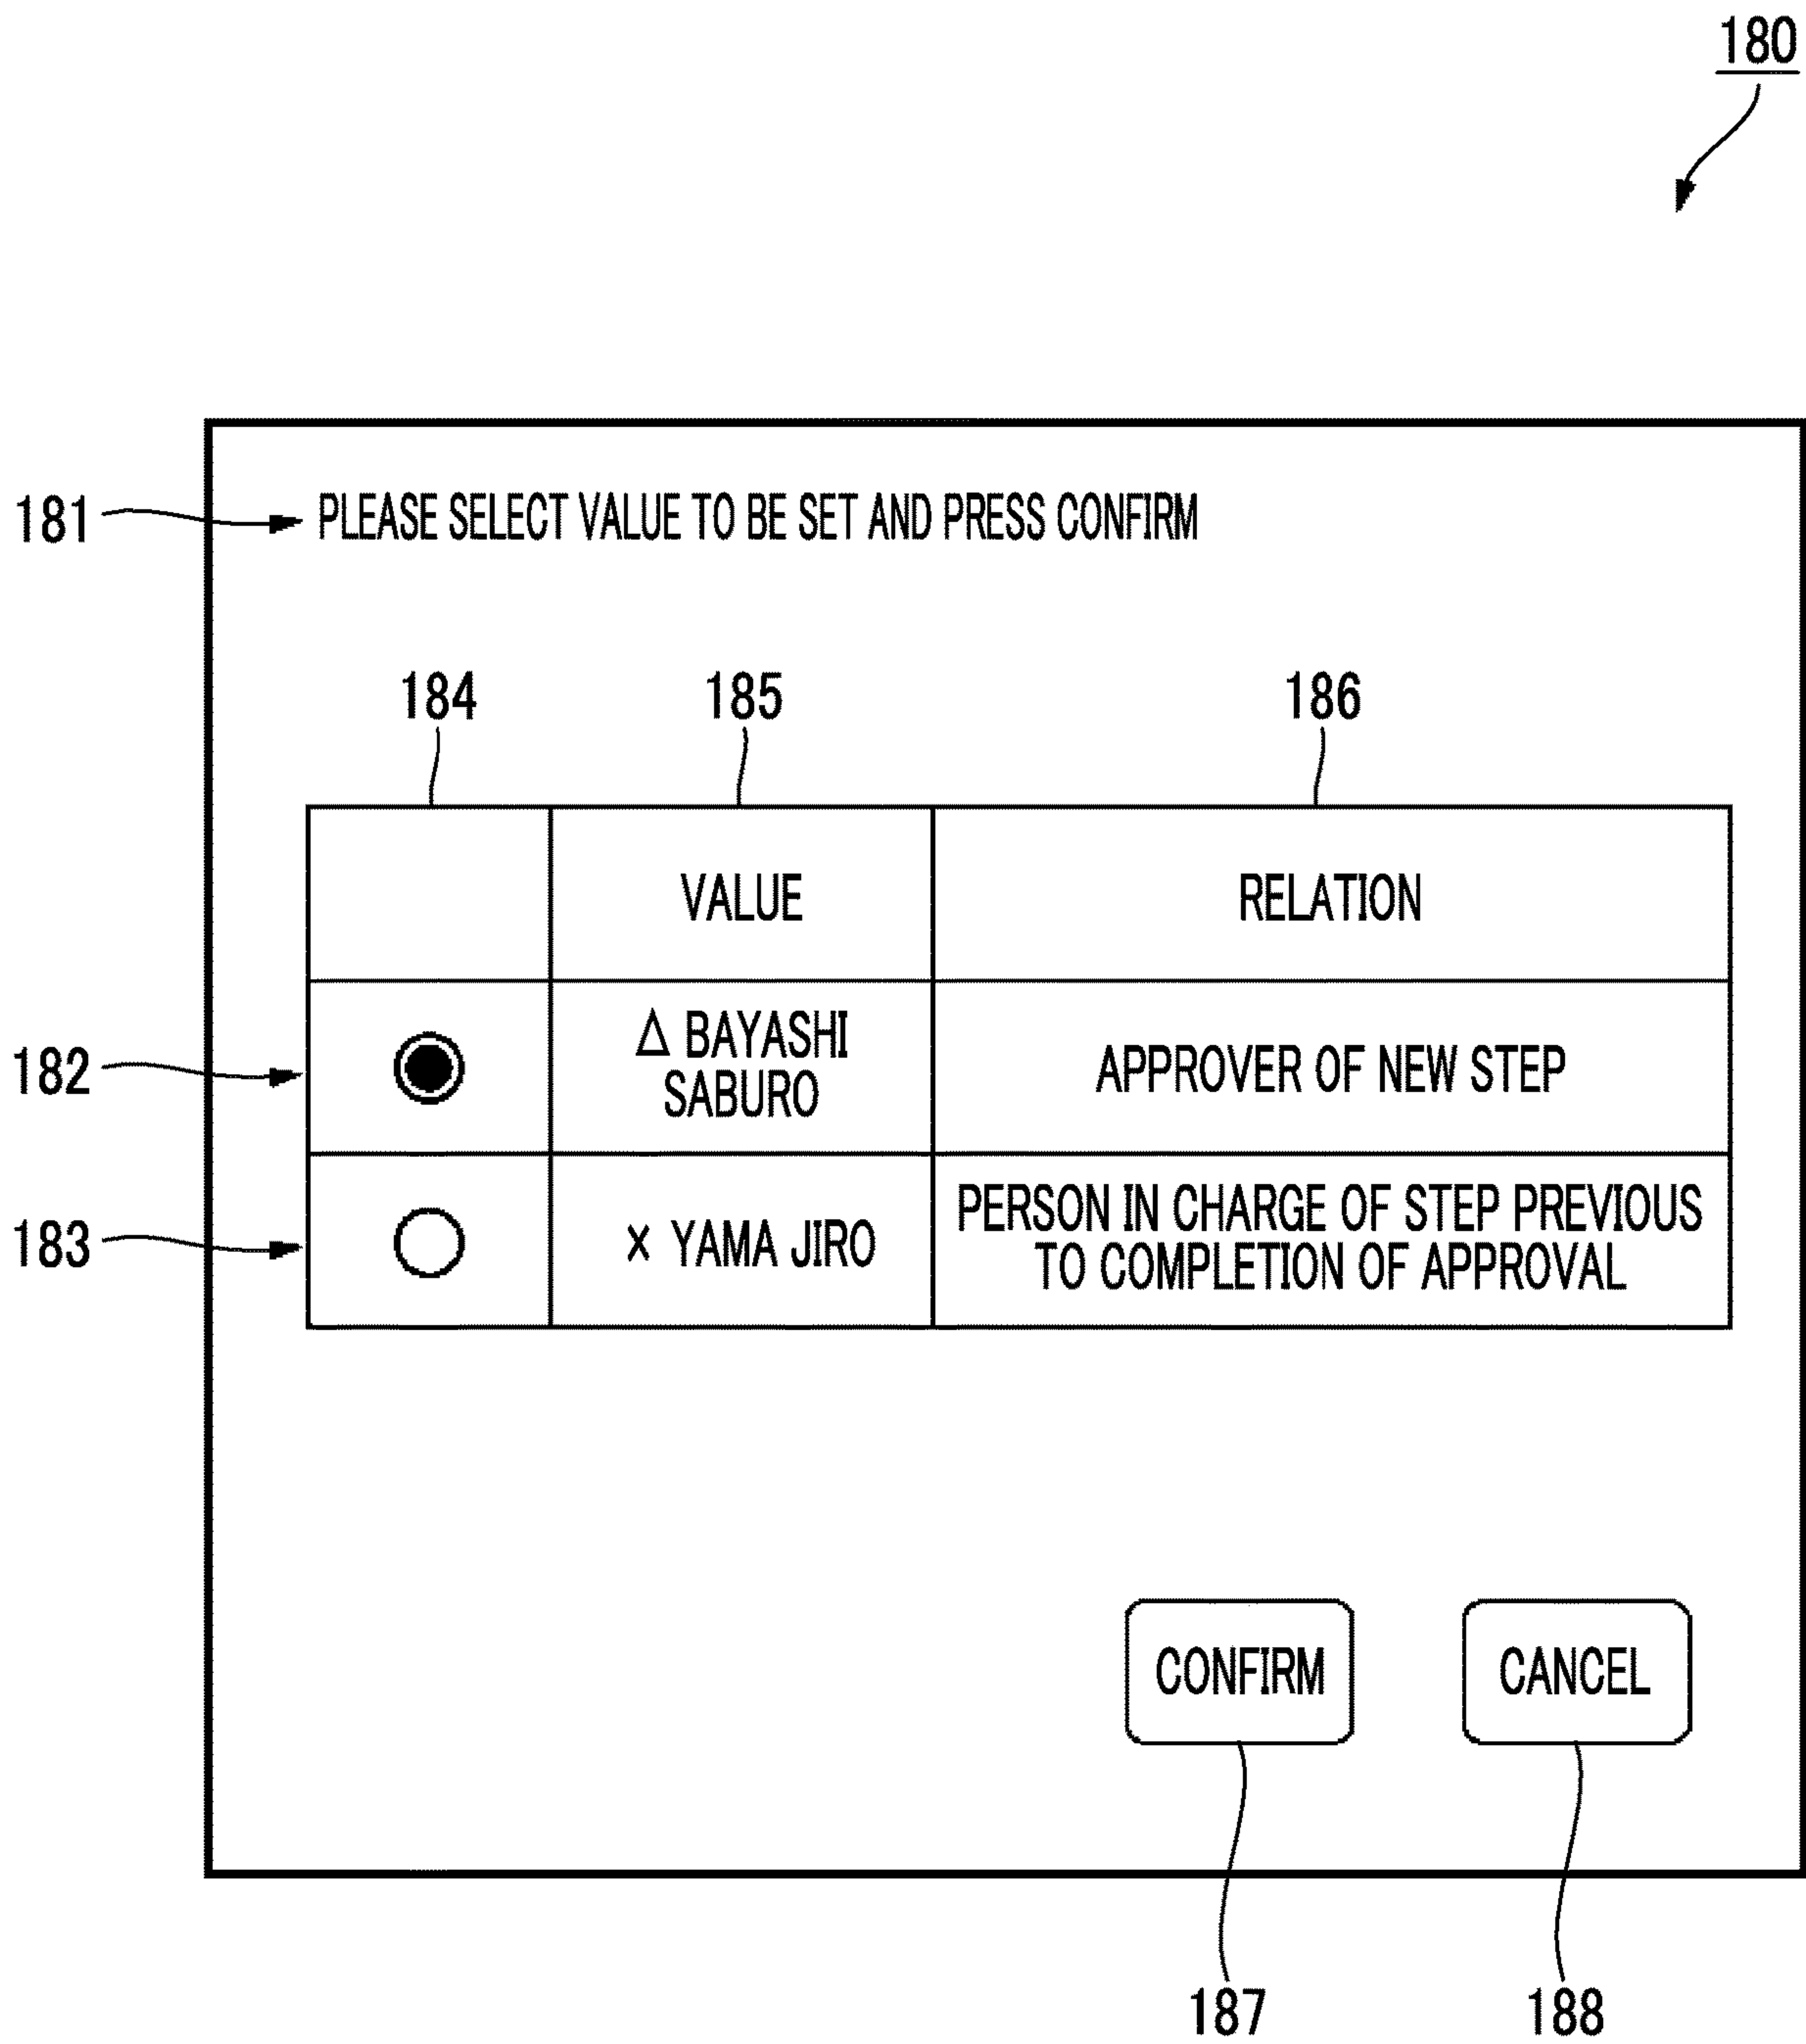 180
181 PLEASE SELECT VALUE TO BE SET AND PRESS CONFIRM
184 185 186
VALUE RELATION
182 △ BAYASHI
SABURO
APPROVER OF NEW STEP
183 × YAMA JIRO
PERSON IN CHARGE OF STEP PREVIOUS
TO COMPLETION OF APPROVAL
CONFIRM CANCEL
187 188